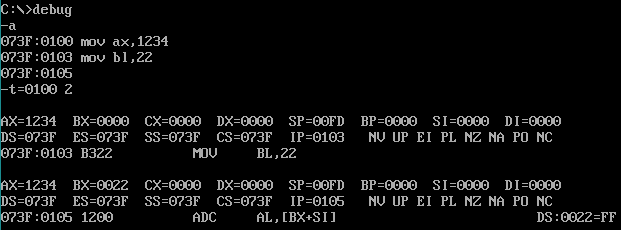 C:\>debug
-a
073F:0100 mov ax,1234
073F:0103 mov bl,22
073F:0105
-t=0100 2
AX=1234  BX=0000  CX=0000  DX=0000  SP=00FD  BP=0000  SI=0000  DI=0000
DS=073F  ES=073F  SS=073F  CS=073F  IP=0103   NV UP EI PL NZ NA PO NC
073F:0103 B322          MOV     BL,22
AX=1234  BX=0022  CX=0000  DX=0000  SP=00FD  BP=0000  SI=0000  DI=0000
DS=073F  ES=073F  SS=073F  CS=073F  IP=0105   NV UP EI PL NZ NA PO NC
073F:0105 1200          ADC     AL,[BX+SI]                         DS:0022=FF